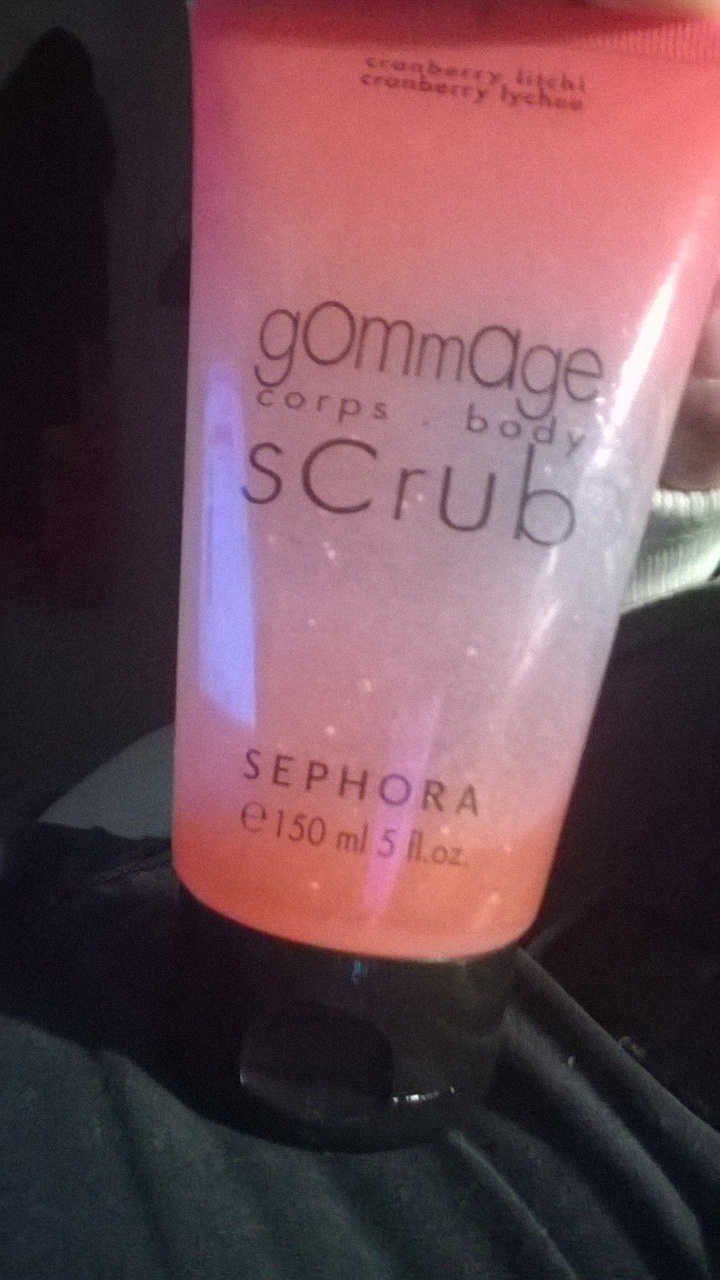 cranberry litchi
cranberry lychee
gommage
corps . body
sCrub
SEPHORA
℮150 ml 5 fl.oz.